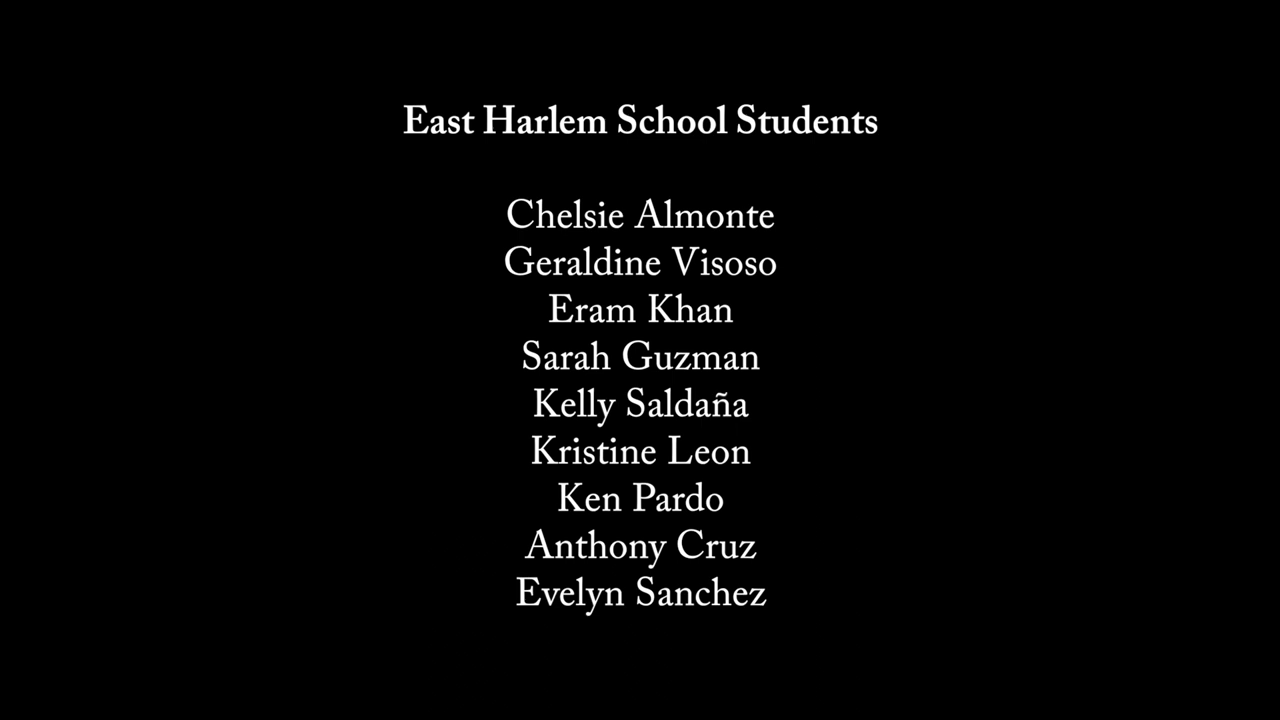 East Harlem School Students
Chelsie Almonte
Geraldine Visoso
Eram Khan
Sarah Guzman
Kelly Saldaña
Kristine Leon
Ken Pardo
Anthony Cruz
Evelyn Sanchez